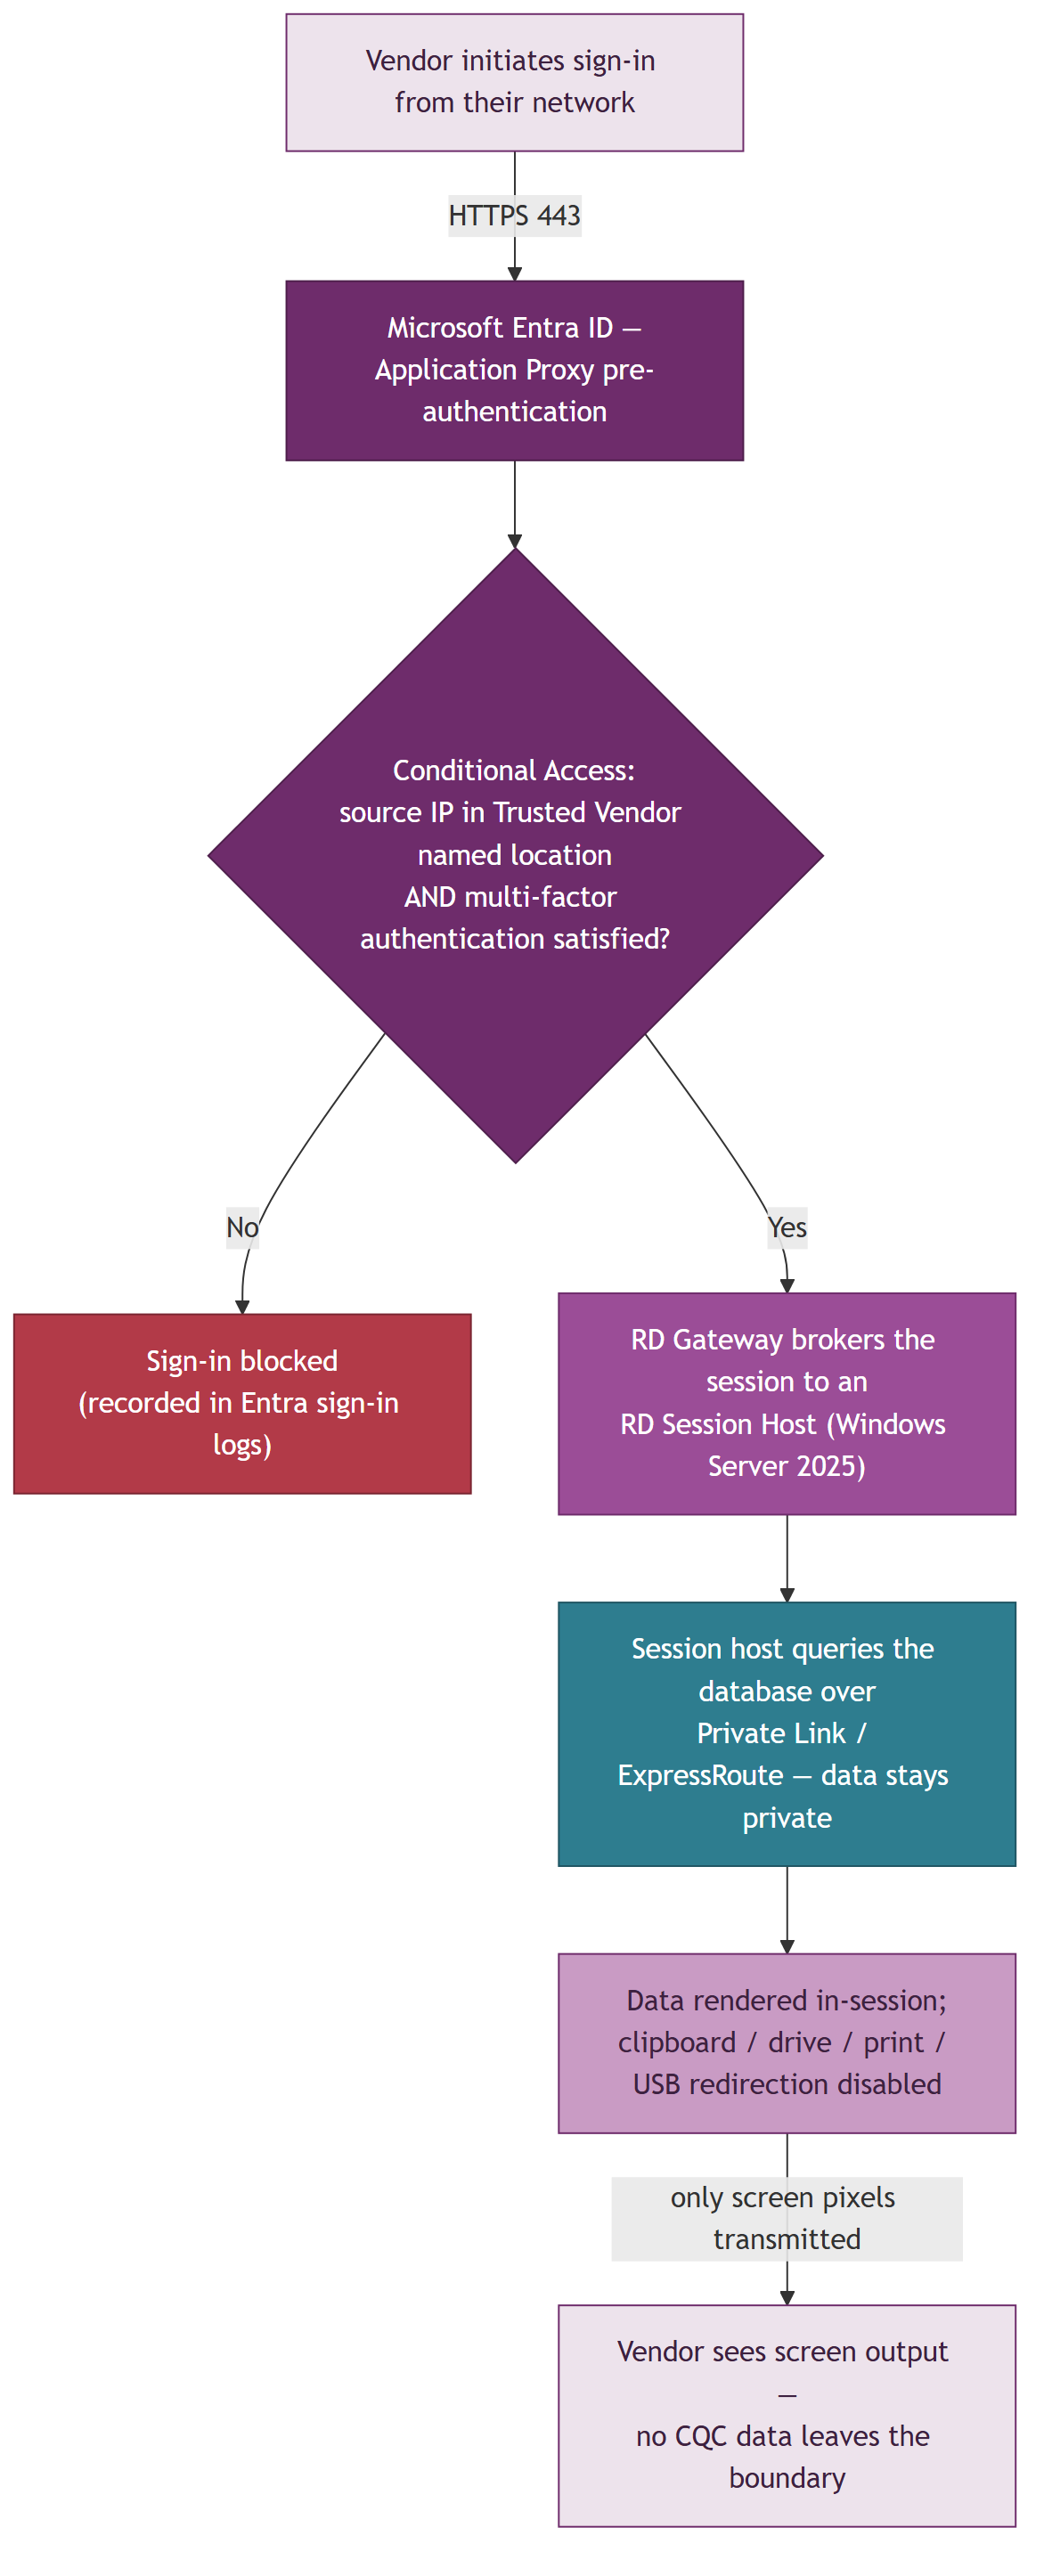 Vendor initiates sign-in
from their network
HTTPS 443
Microsoft Entra ID —
Application Proxy pre-
authentication
Conditional Access:
source IP in Trusted Vendor
named location
AND multi-factor
authentication satisfied?
No
Yes
Sign-in blocked
(recorded in Entra sign-in
logs)
RD Gateway brokers the
session to an
RD Session Host (Windows
Server 2025)
Session host queries the
database over
Private Link /
ExpressRoute — data stays
private
Data rendered in-session;
clipboard / drive / print /
USB redirection disabled
only screen pixels
transmitted
Vendor sees screen output
—
no CQC data leaves the
boundary